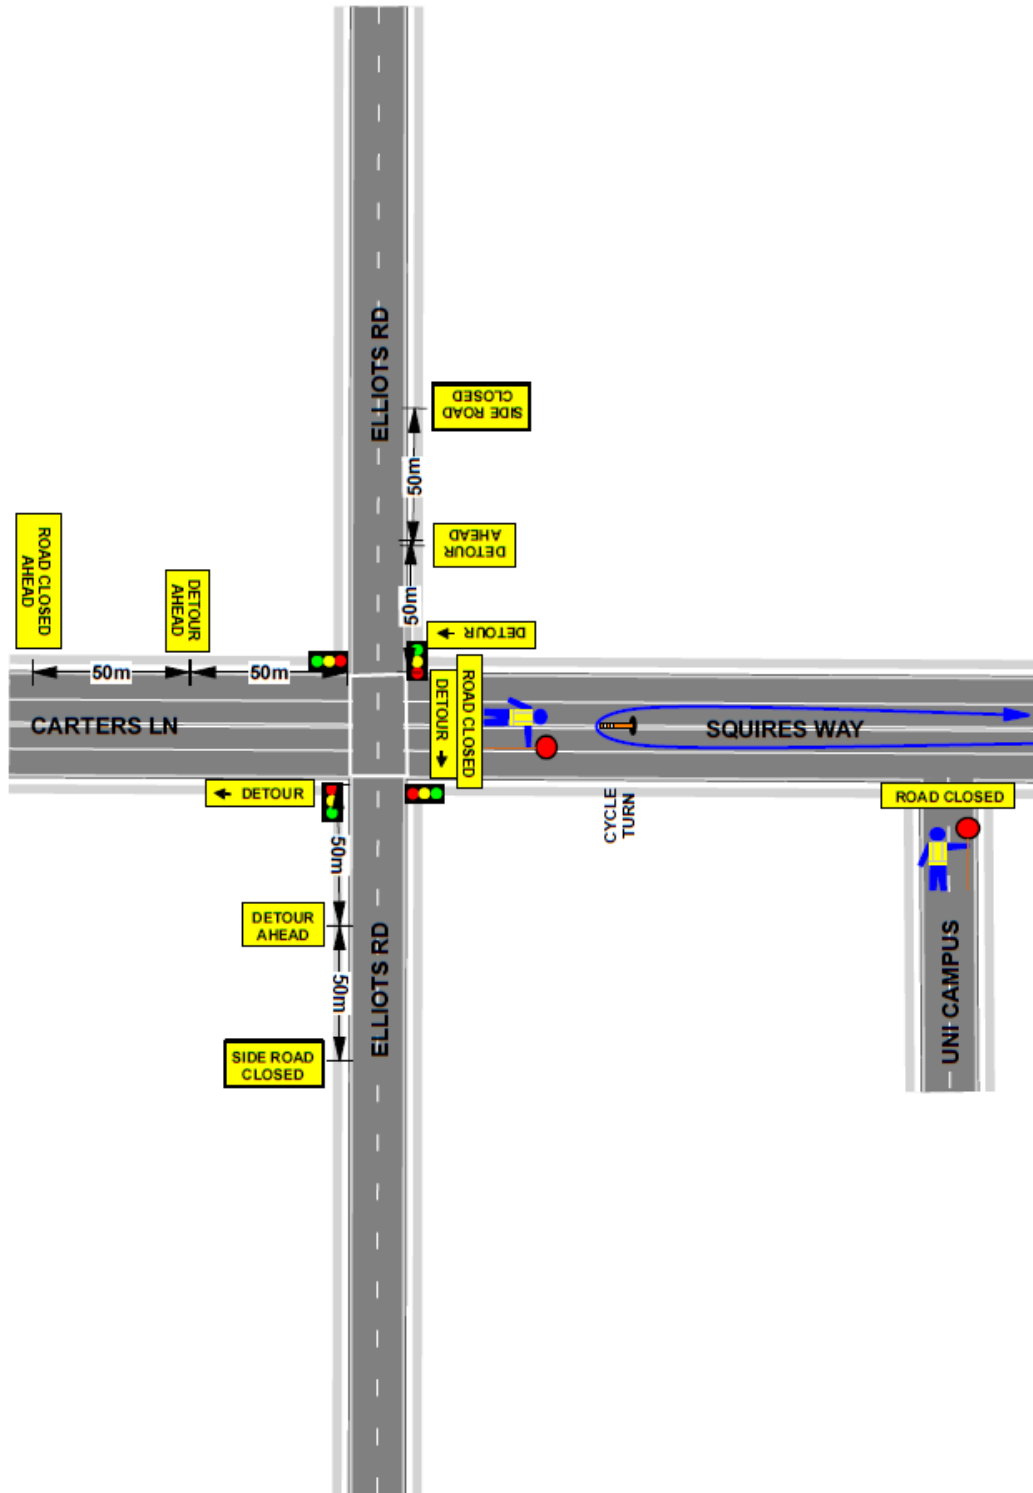 ELLIOTS RD
SIDE ROAD
CLOSED
50m
DETOUR
AHEAD
50m
DETOUR
ROAD CLOSED
AHEAD
DETOUR
AHEAD
50m
50m
ROAD CLOSED
DETOUR
CARTERS LN
SQUIRES WAY
CYCLE
TURN
DETOUR
ROAD CLOSED
50m
DETOUR
AHEAD
50m
ELLIOTS RD
SIDE ROAD
CLOSED
UNI CAMPUS